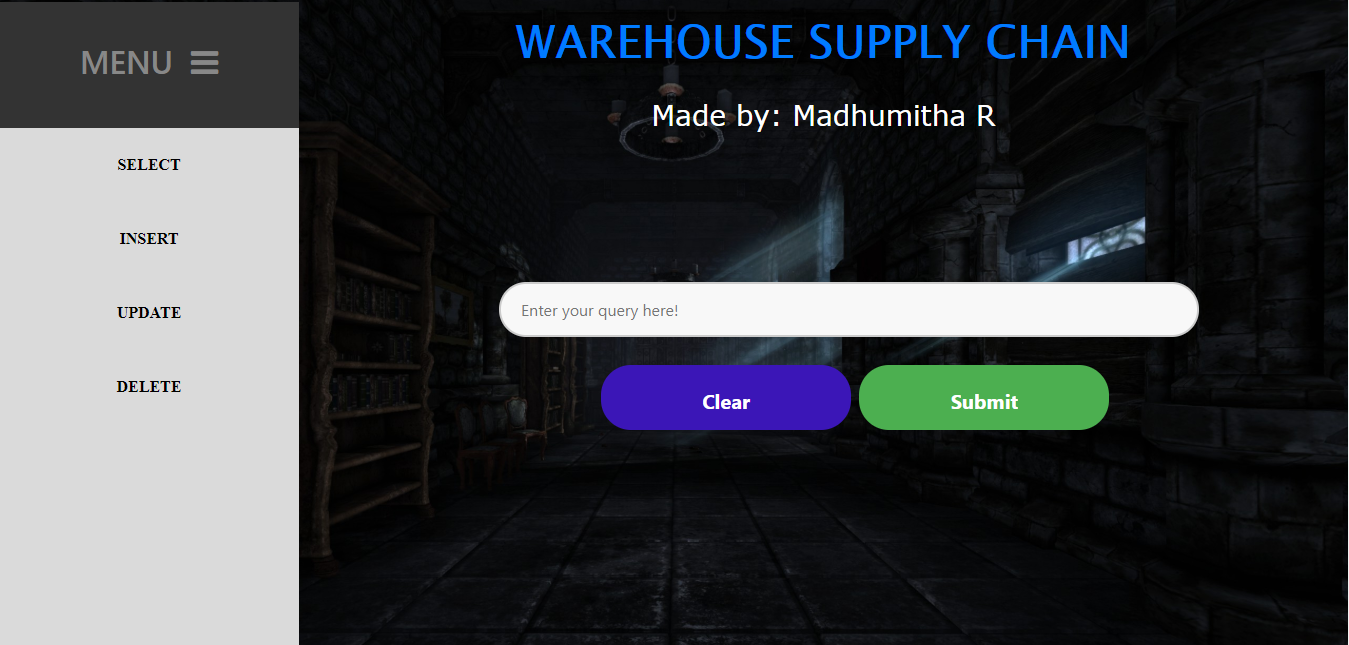 MENU
SELECT
INSERT
UPDATE
DELETE
WAREHOUSE SUPPLY CHAIN
Made by: Madhumitha R
Enter your query here!
Clear
Submit